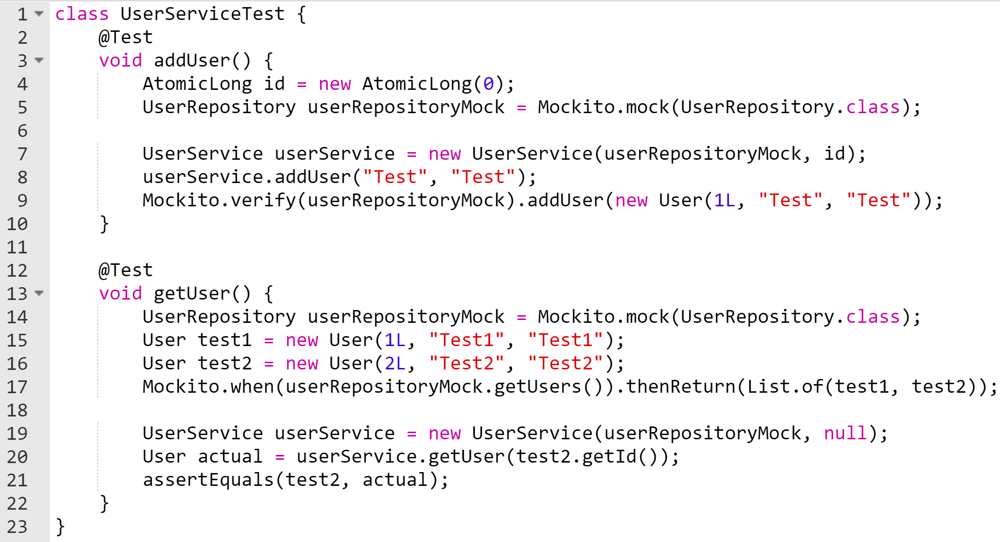 1 class UserServiceTest {
2 @Test
3 void addUser() {
4 AtomicLong id = new AtomicLong(0);
5 UserRepository userRepositoryMock = Mockito.mock(UserRepository.class);
6
7 UserService userService = new UserService(userRepositoryMock, id);
8 userService.addUser("Test", "Test");
9 Mockito.verify(userRepositoryMock).addUser(new User(1L, "Test", "Test"));
10 }
11
12 @Test
13 void getUser() {
14 UserRepository userRepositoryMock = Mockito.mock(UserRepository.class);
15 User test1 = new User(1L, "Test1", "Test1");
16 User test2 = new User(2L, "Test2", "Test2");
17 Mockito.when(userRepositoryMock.getUsers()).thenReturn(List.of(test1, test2));
18
19 UserService userService = new UserService(userRepositoryMock, null);
20 User actual = userService.getUser(test2.getId());
21 assertEquals(test2, actual);
22 }
23 }